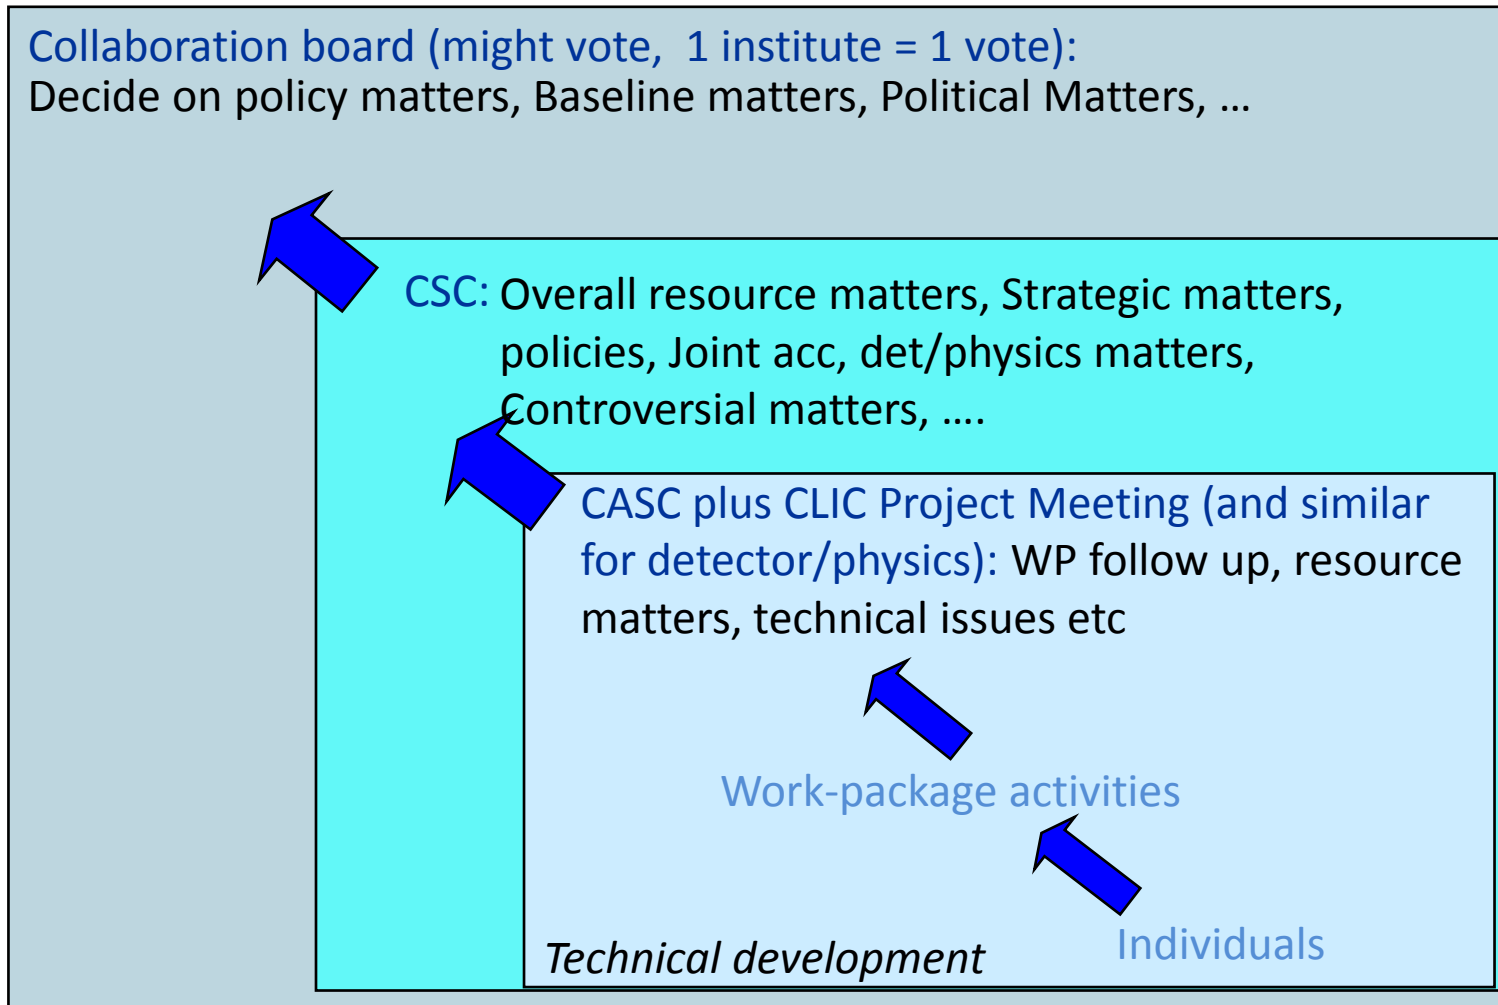 Collaboration board (might vote,  1 institute = 1 vote):
Decide on policy matters, Baseline matters, Political Matters, …
CSC: Overall resource matters, Strategic matters,
policies, Joint acc, det/physics matters,
Controversial matters, ….
CASC plus CLIC Project Meeting (and similar
for detector/physics): WP follow up, resource
matters, technical issues etc
Work-package activities
Individuals
Technical development